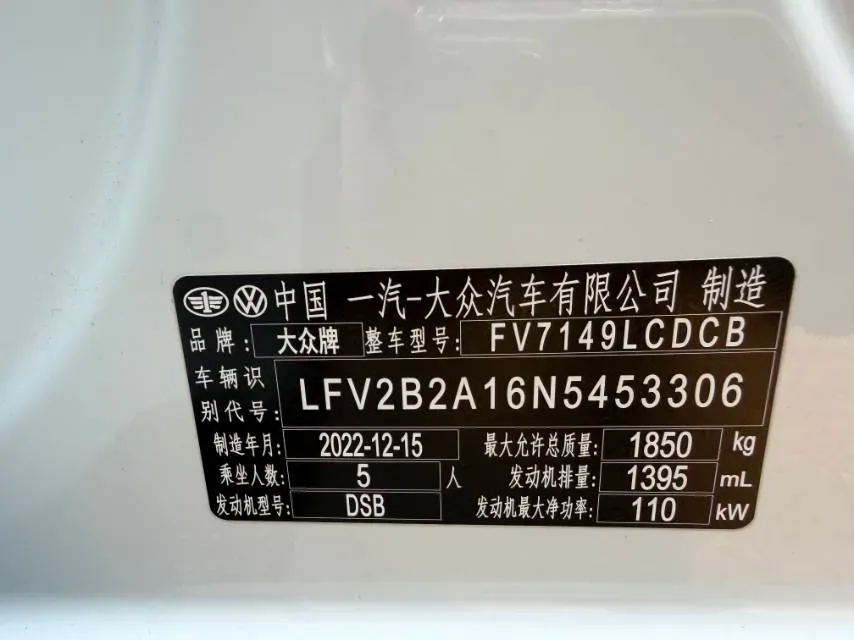 中国 一汽-大众汽车有限公司 制造
品牌: 大众牌 整车型号: FV7149LCDCB
车辆识
别代号: LFV2B2A16N5453306
制造年月: 2022-12-15 最大允许总质量: 1850 kg
乘坐人数: 5 人 发动机排量: 1395 mL
发动机型号: DSB 发动机最大净功率: 110 kW